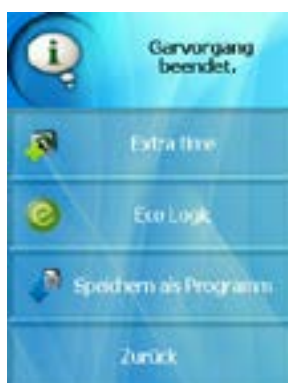 Garvorgang
beendet.
Extra time
Eco Logic
Speichern als Programm
Zurück